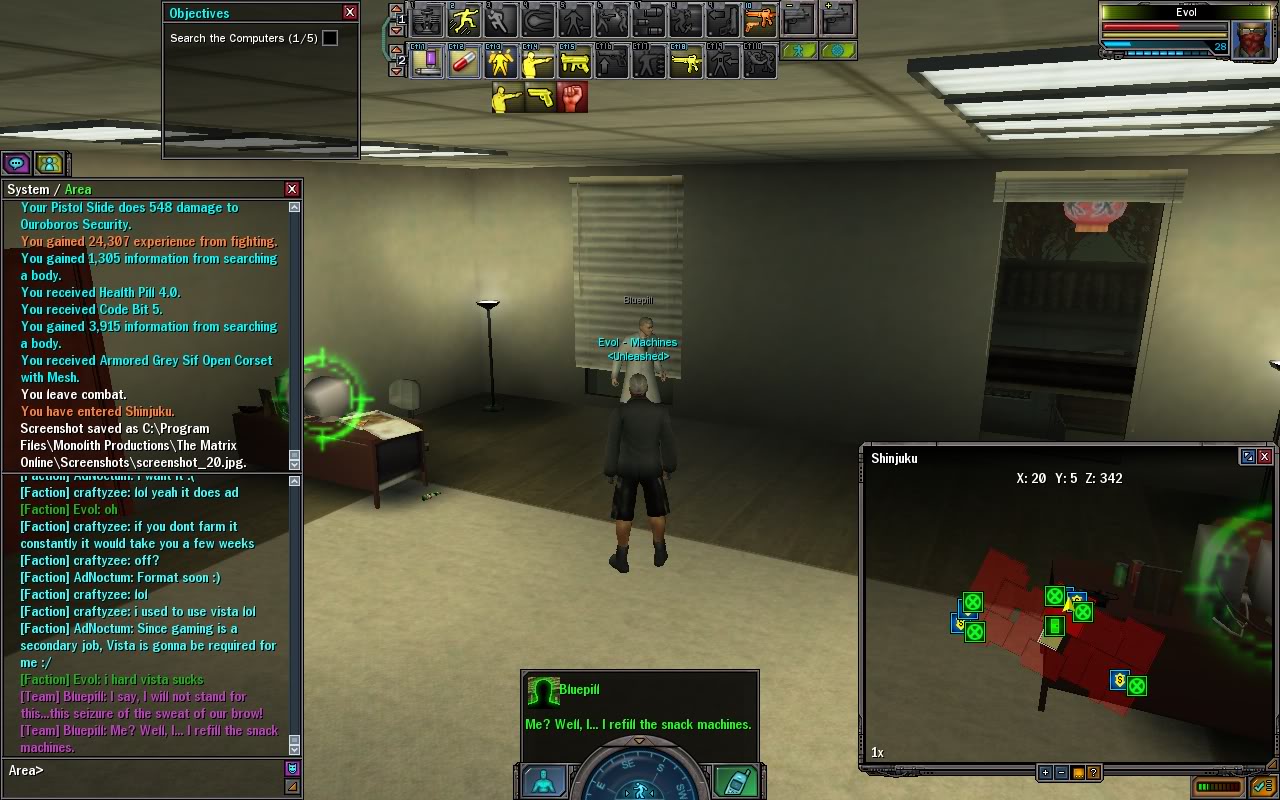 Objectives
Search the Computers (1/5)
1
2
Evol
28
System / Area
Your Pistol Slide does 548 damage to
Ouroboros Security.
You gained 24,307 experience from fighting.
You gained 1,305 information from searching
a body.
You received Health Pill 4.0.
You received Code Bit 5.
You gained 3,915 information from searching
a body.
You received Armored Grey Sif Open Corset
with Mesh.
You leave combat.
You have entered Shinjuku.
Screenshot saved as C:\Program
Files\Monolith Productions\The Matrix
Online\Screenshots\screenshot_20.jpg.
[Faction] AdNoctum: I want it :(
[Faction] craftyzee: lol yeah it does ad
[Faction] Evol: oh
[Faction] craftyzee: if you dont farm it
constantly it would take you a few weeks
[Faction] craftyzee: off?
[Faction] AdNoctum: Format soon :)
[Faction] craftyzee: lol
[Faction] craftyzee: i used to use vista lol
[Faction] AdNoctum: Since gaming is a
secondary job, Vista is gonna be required for
me :/
[Faction] Evol: i hard vista sucks
[Team] Bluepill: I say, I will not stand for
this...this seizure of the sweat of our brow!
[Team] Bluepill: Me? Well, I... I refill the snack
machines.
Area>
Bluepill
Evol - Machines
<Unleashed>
Bluepill
Me? Well, I... I refill the snack machines.
E
SE
S
SW
Shinjuku
X: 20 Y: 5 Z: 342
1x